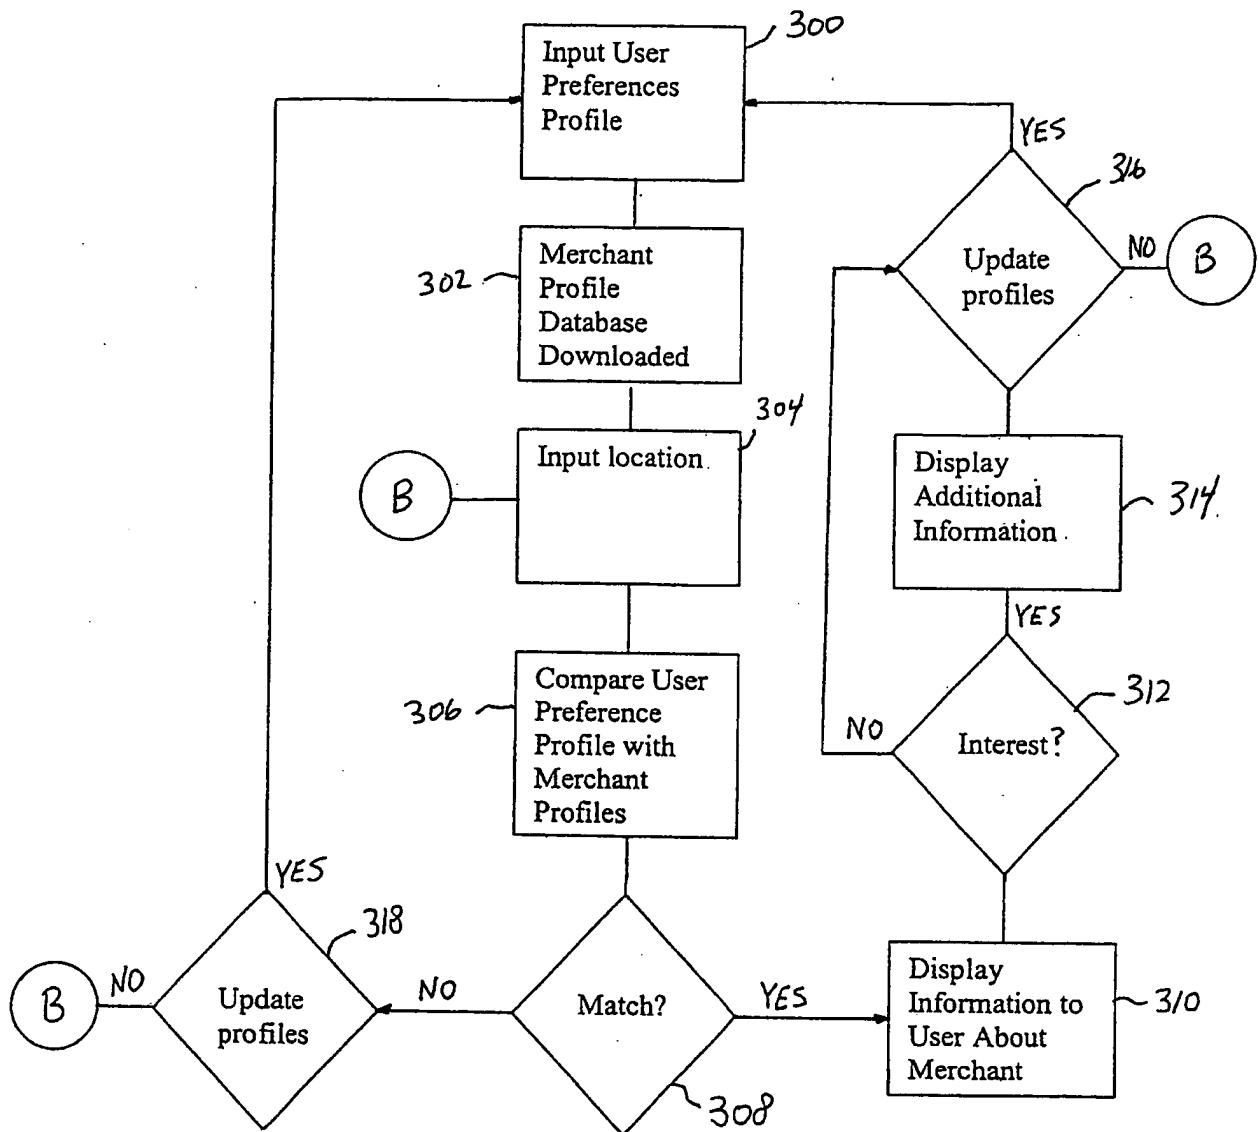 300
Input User
Preferences
Profile
YES
316
302
Merchant
Profile
Database
Downloaded
Update
profiles
NO
B
304
Input location
B
Display
Additional
Information
314
YES
306
Compare User
Preference
Profile with
Merchant
Profiles
312
NO
Interest?
YES
318
B
NO
Update
profiles
NO
Match?
YES
308
Display
Information to
User About
Merchant
310